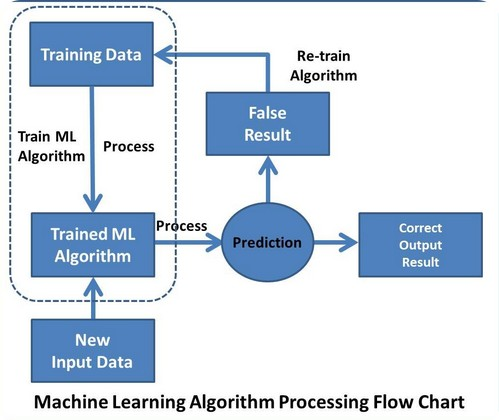 Training Data
Re-train
Algorithm
False
Result
Train ML
Algorithm
Process
Trained ML
Algorithm
Process
Prediction
Correct
Output
Result
New
Input Data
Machine Learning Algorithm Processing Flow Chart